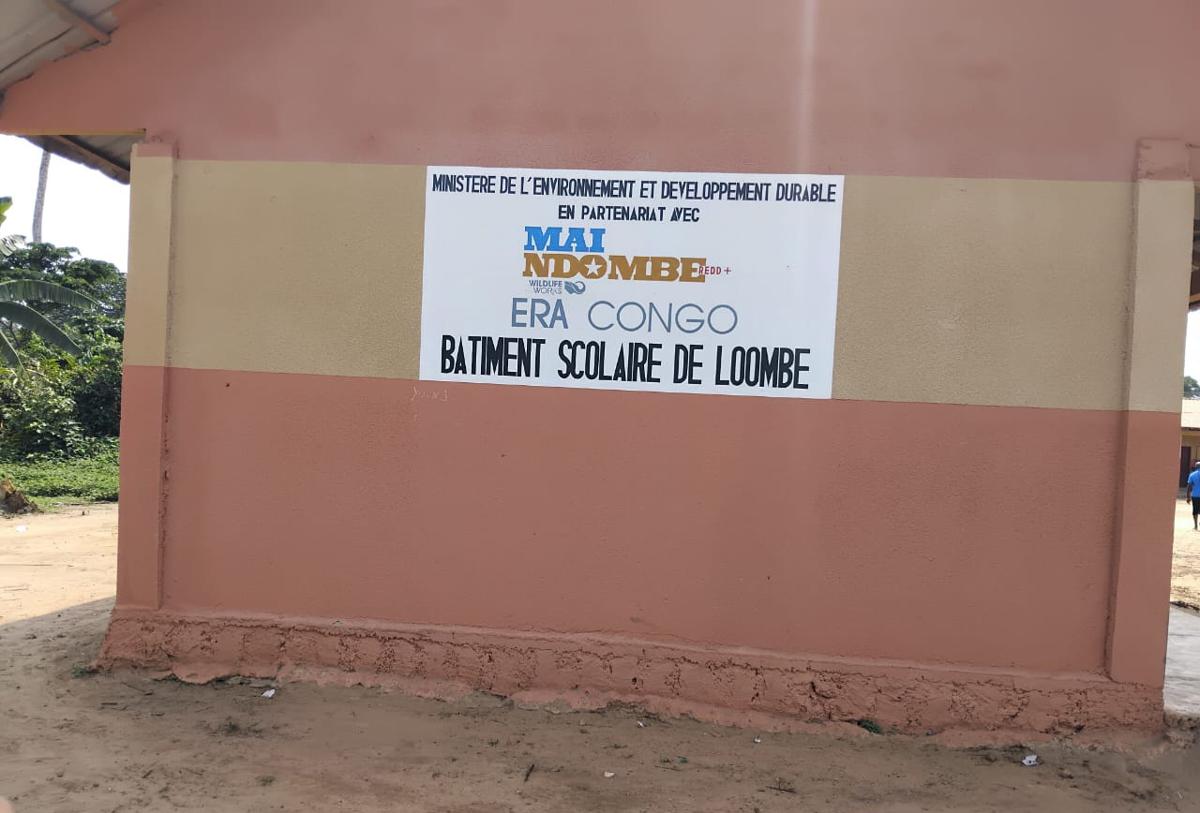 MINISTERE DE L'ENVIRONNEMENT ET DEVELOPPEMENT DURABLE
EN PARTENARIAT AVEC
MAI
NDOMBE REDD+
WILDLIFE
WORKS
ERA CONGO
BATIMENT SCOLAIRE DE LOOMBE